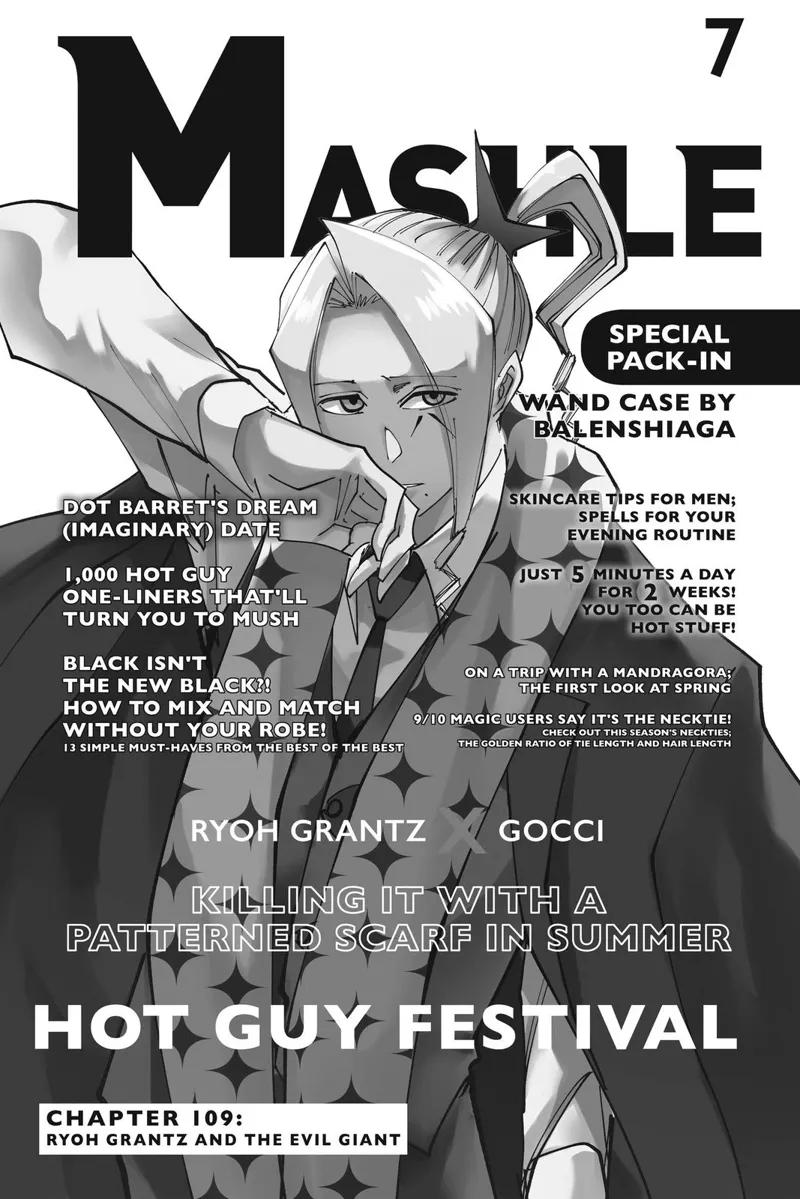 7
MASHLE
SPECIAL
PACK-IN
WAND CASE BY
BALENSHIAGA
DOT BARRET'S DREAM
(IMAGINARY) DATE
1,000 HOT GUY
ONE-LINERS THAT'LL
TURN YOU TO MUSH
BLACK ISN'T
THE NEW BLACK?!
HOW TO MIX AND MATCH
WITHOUT YOUR ROBE!
13 SIMPLE MUST-HAVES FROM THE BEST OF THE BEST
SKINCARE TIPS FOR MEN;
SPELLS FOR YOUR
EVENING ROUTINE
JUST 5 MINUTES A DAY
FOR 2 WEEKS!
YOU TOO CAN BE
HOT STUFF!
ON A TRIP WITH A MANDRAGORA;
THE FIRST LOOK AT SPRING
9/10 MAGIC USERS SAY IT'S THE NECKTIE!
CHECK OUT THIS SEASON'S NECKTIES;
THE GOLDEN RATIO OF TIE LENGTH AND HAIR LENGTH
RYOH GRANTZ X GOCCI
KILLING IT WITH A
PATTERNED SCARF IN SUMMER
HOT GUY FESTIVAL
CHAPTER 109:
RYOH GRANTZ AND THE EVIL GIANT